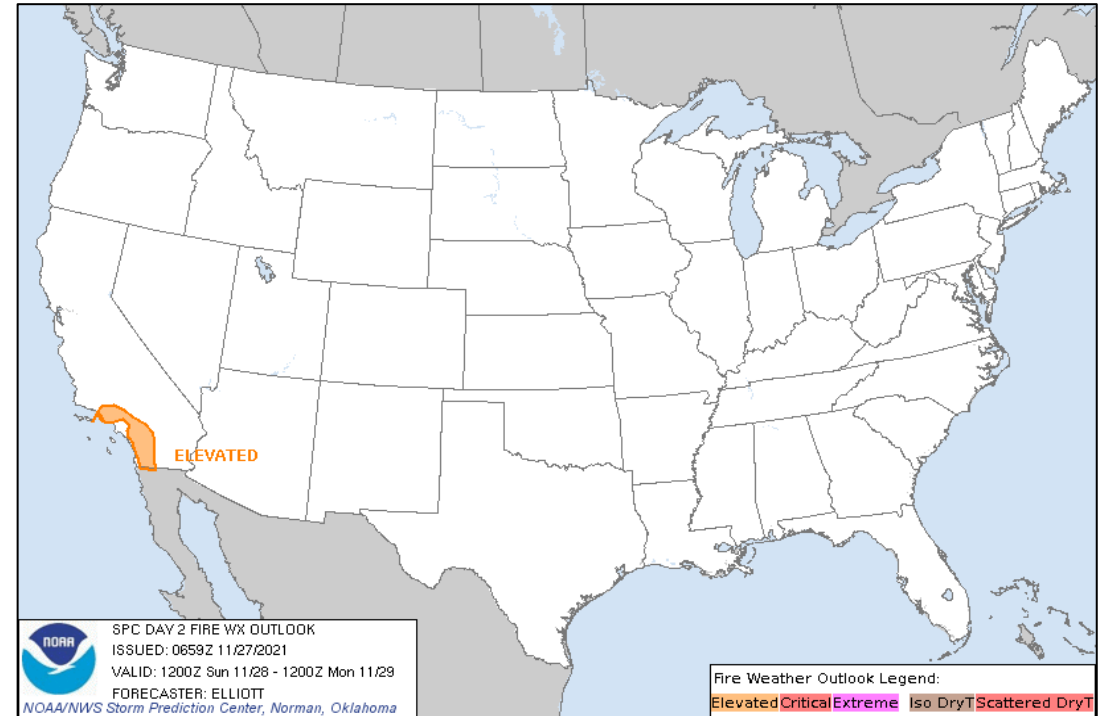 ELEVATED
NOAA
SPC DAY 2 FIRE WX OUTLOOK
ISSUED: 0659Z 11/27/2021
VALID: 1200Z Sun 11/28 - 1200Z Mon 11/29
FORECASTER: ELLIOTT
NOAA/NWS Storm Prediction Center, Norman, Oklahoma
Fire Weather Outlook Legend:
Elevated Critical Extreme Iso DryT Scattered DryT